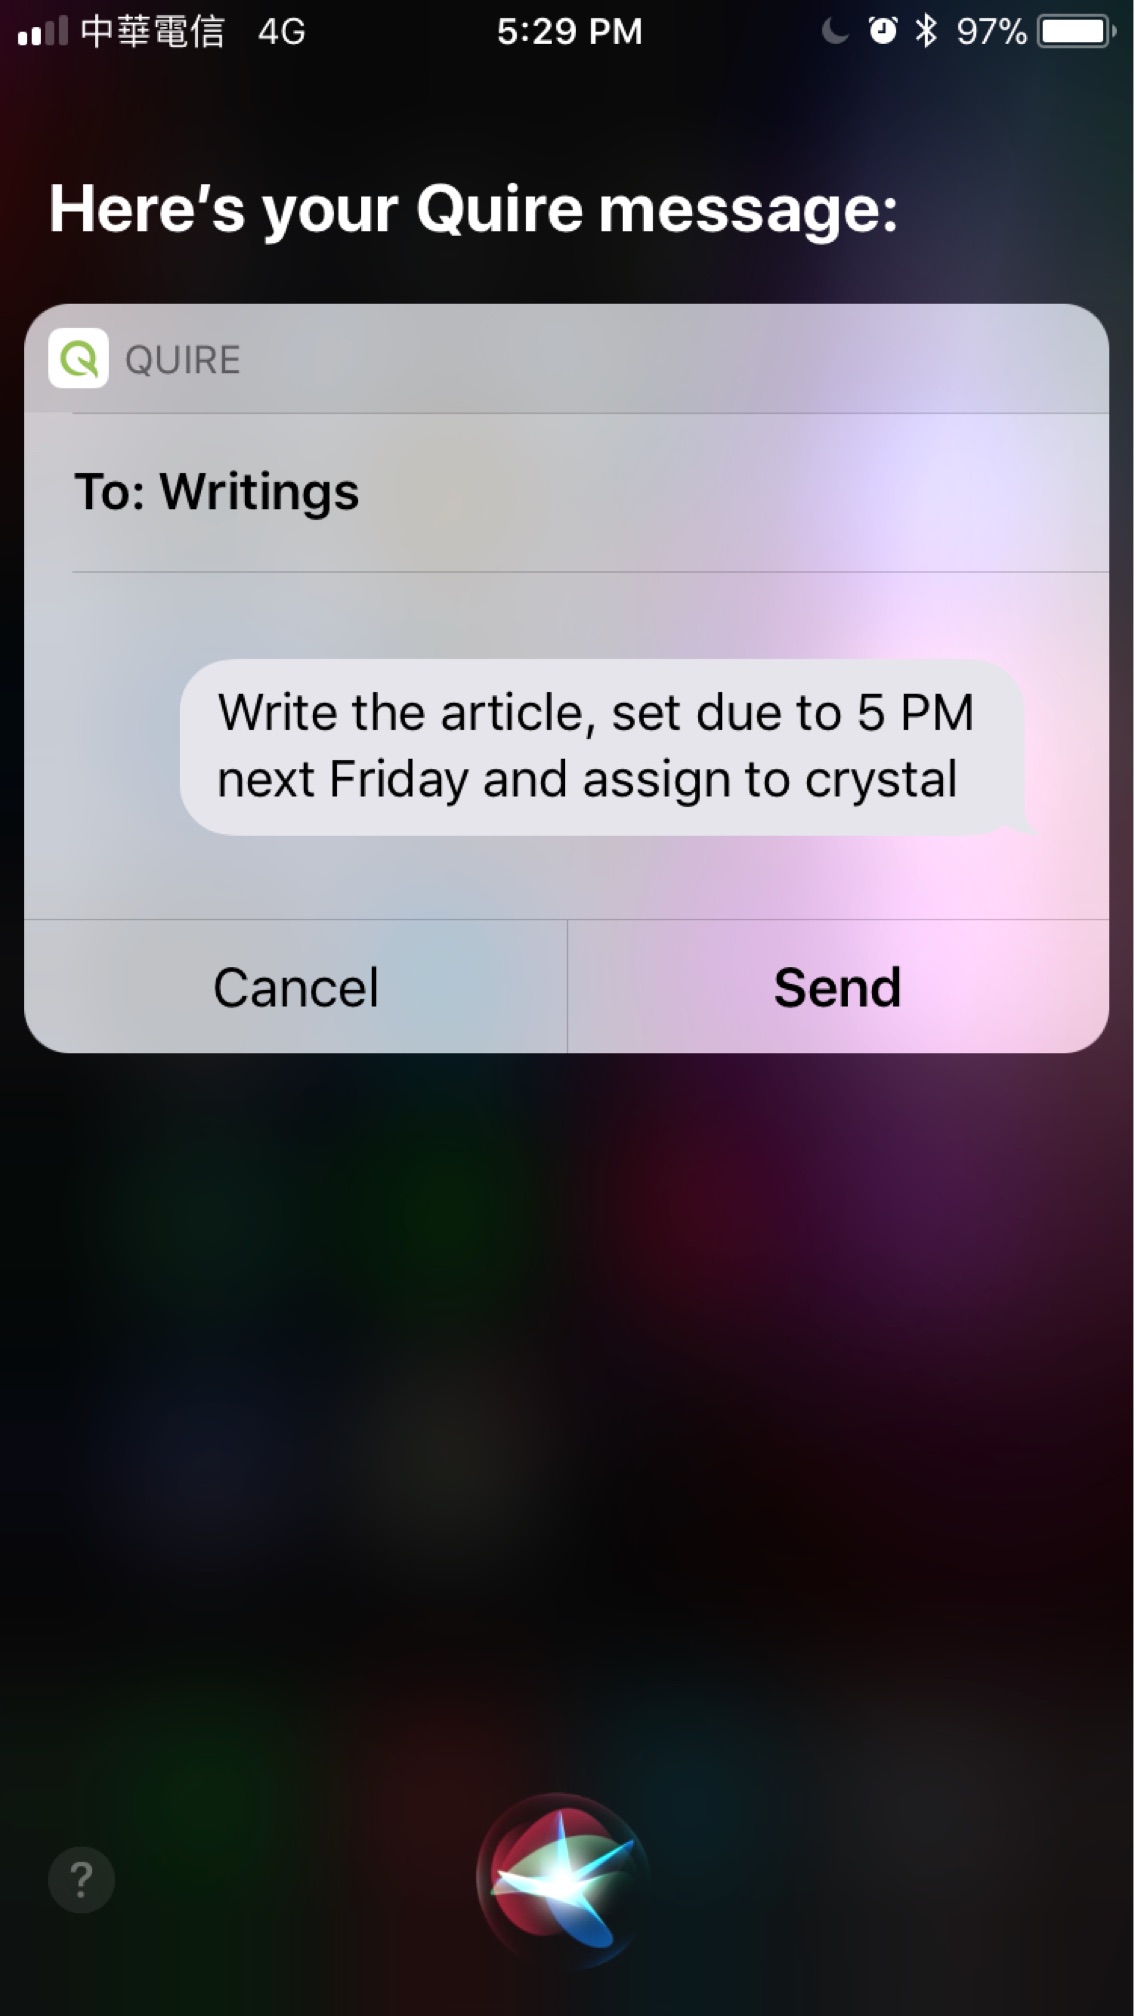 中華電信 4G 5:29 PM 97%
Here's your Quire message:
QUIRE
To: Writings
Write the article, set due to 5 PM
next Friday and assign to crystal
Cancel Send
?